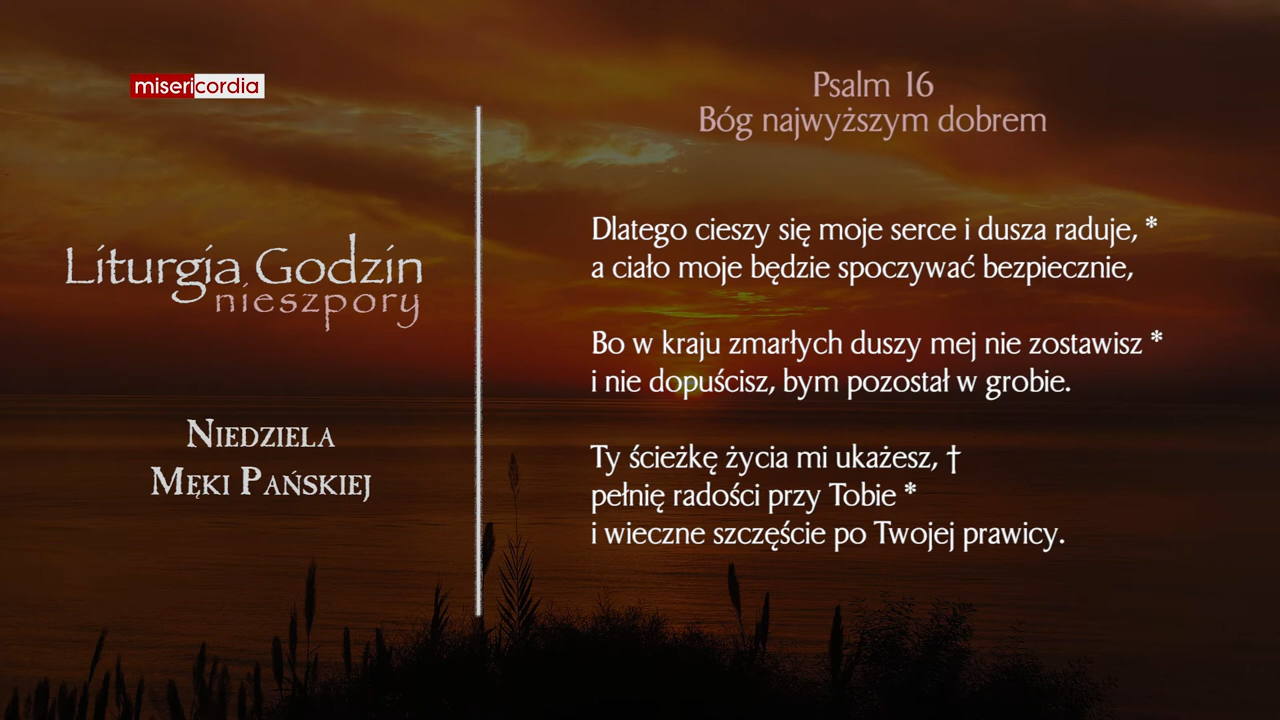 misericordia
Liturgia Godzin
nieszpory
Niedziela
Męki Pańskiej
Psalm 16
Bóg najwyższym dobrem
Dlatego cieszy się moje serce i dusza raduje, *
a ciało moje będzie spoczywać bezpiecznie,
Bo w kraju zmarłych duszy mej nie zostawisz *
i nie dopuścisz, bym pozostał w grobie.
Ty ścieżkę życia mi ukażesz, †
pełnię radości przy Tobie *
i wieczne szczęście po Twojej prawicy.